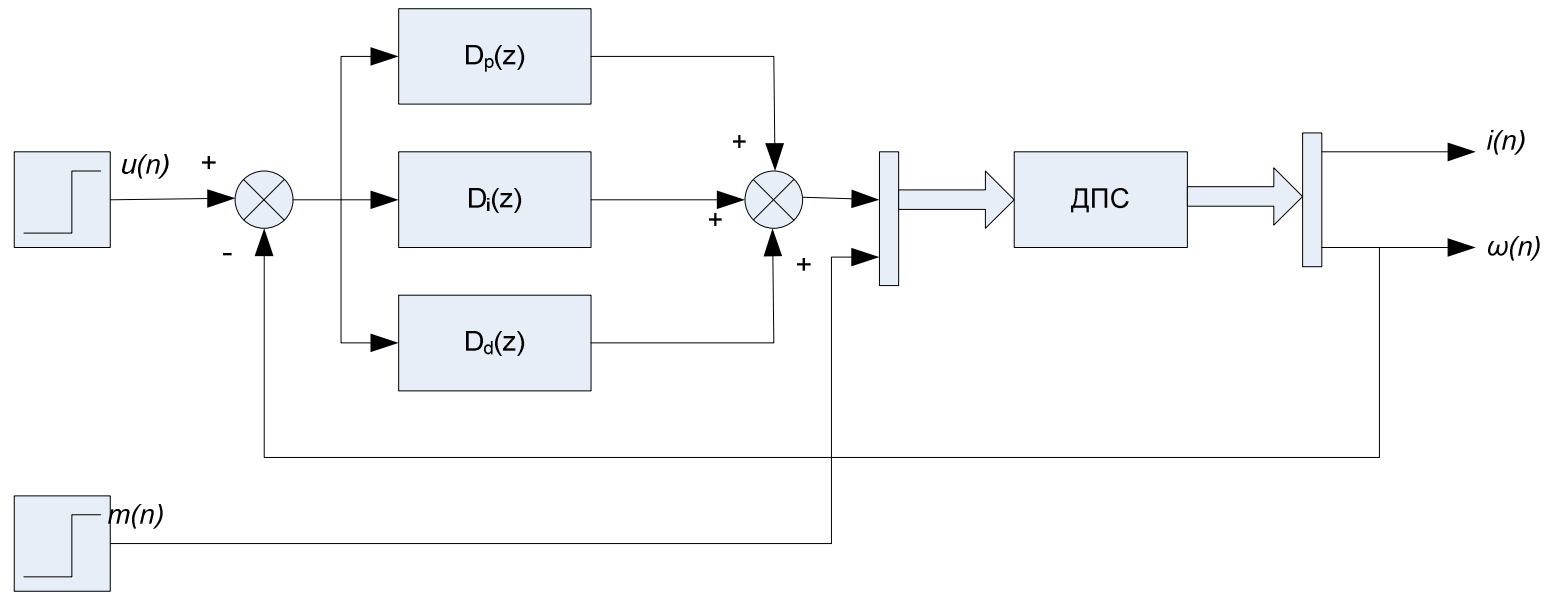 Dp(z)
u(n)
+
+
i(n)
Di(z)
ДПС
+
-
+
ω(n)
Dd(z)
m(n)